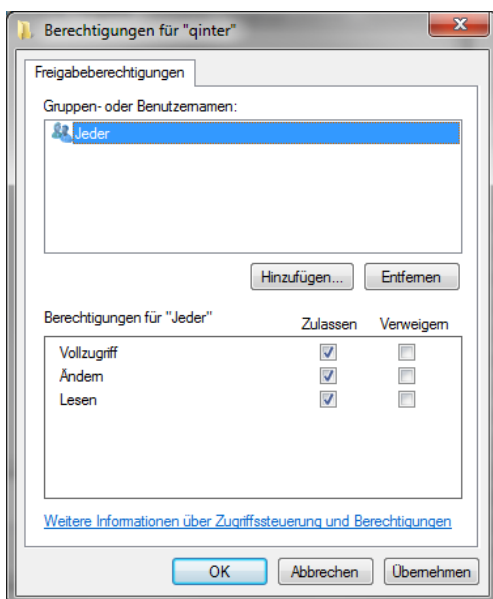 Berechtigungen für "qinter"
Freigabeberechtigungen
Gruppen- oder Benutzernamen:
Jeder
Hinzufügen... Entfernen
Berechtigungen für "Jeder" Zulassen Verweigern
Vollzugriff
Ändern
Lesen
Weitere Informationen über Zugriffssteuerung und Berechtigungen
OK Abbrechen Übernehmen